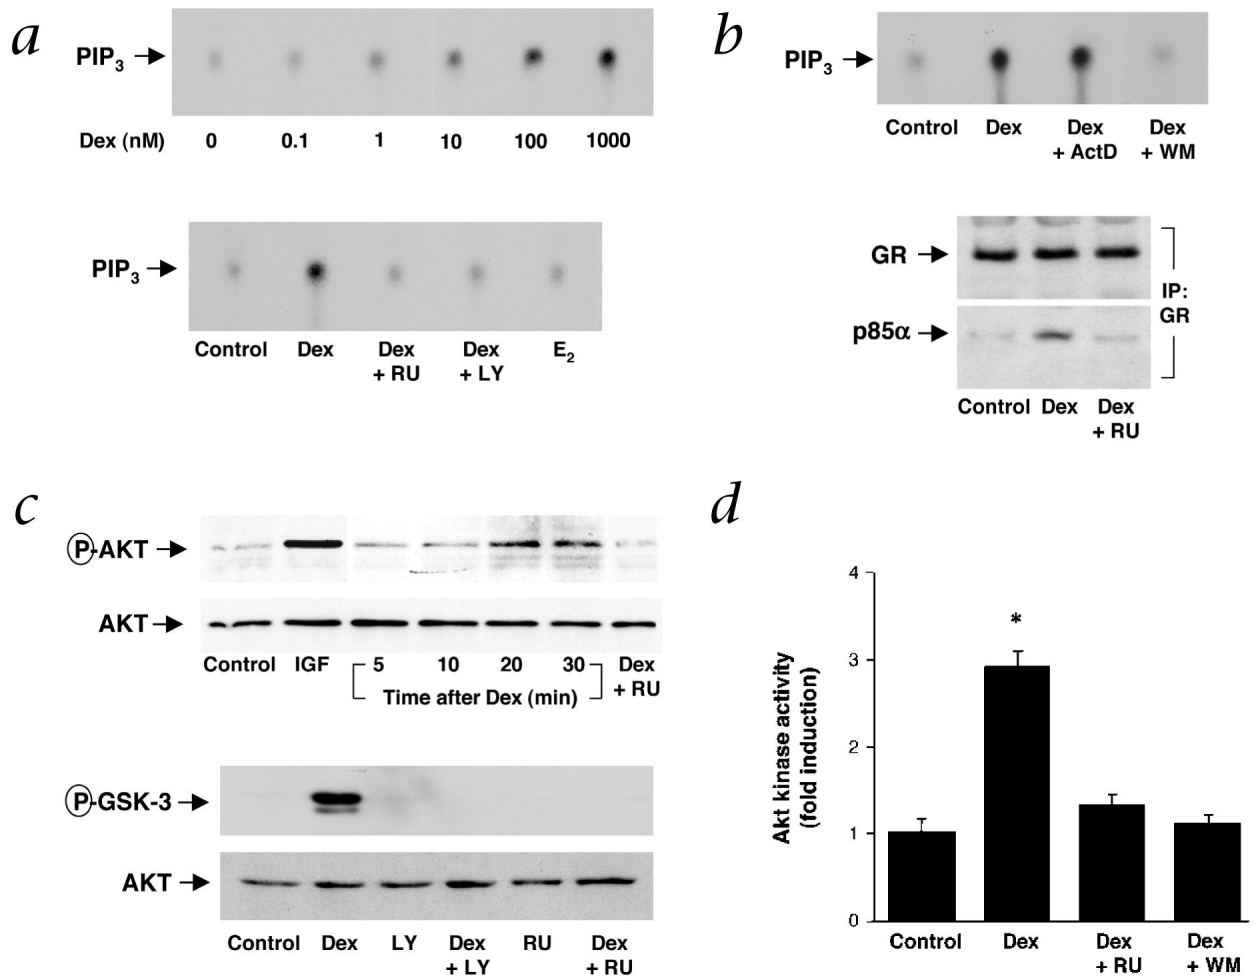 a
PIP3
Dex (nM) 0 0.1 1 10 100 1000
PIP3
Control Dex Dex + RU Dex + LY E2
b
PIP3
Control Dex Dex + ActD Dex + WM
GR
p85α
IP: GR
Control Dex Dex + RU
c
P-AKT
AKT
Control IGF 5 10 20 30 Dex + RU
Time after Dex (min)
P-GSK-3
AKT
Control Dex LY Dex + LY RU Dex + RU
d
Akt kinase activity
(fold induction)
4
3
2
1
0
*
Control Dex Dex + RU Dex + WM